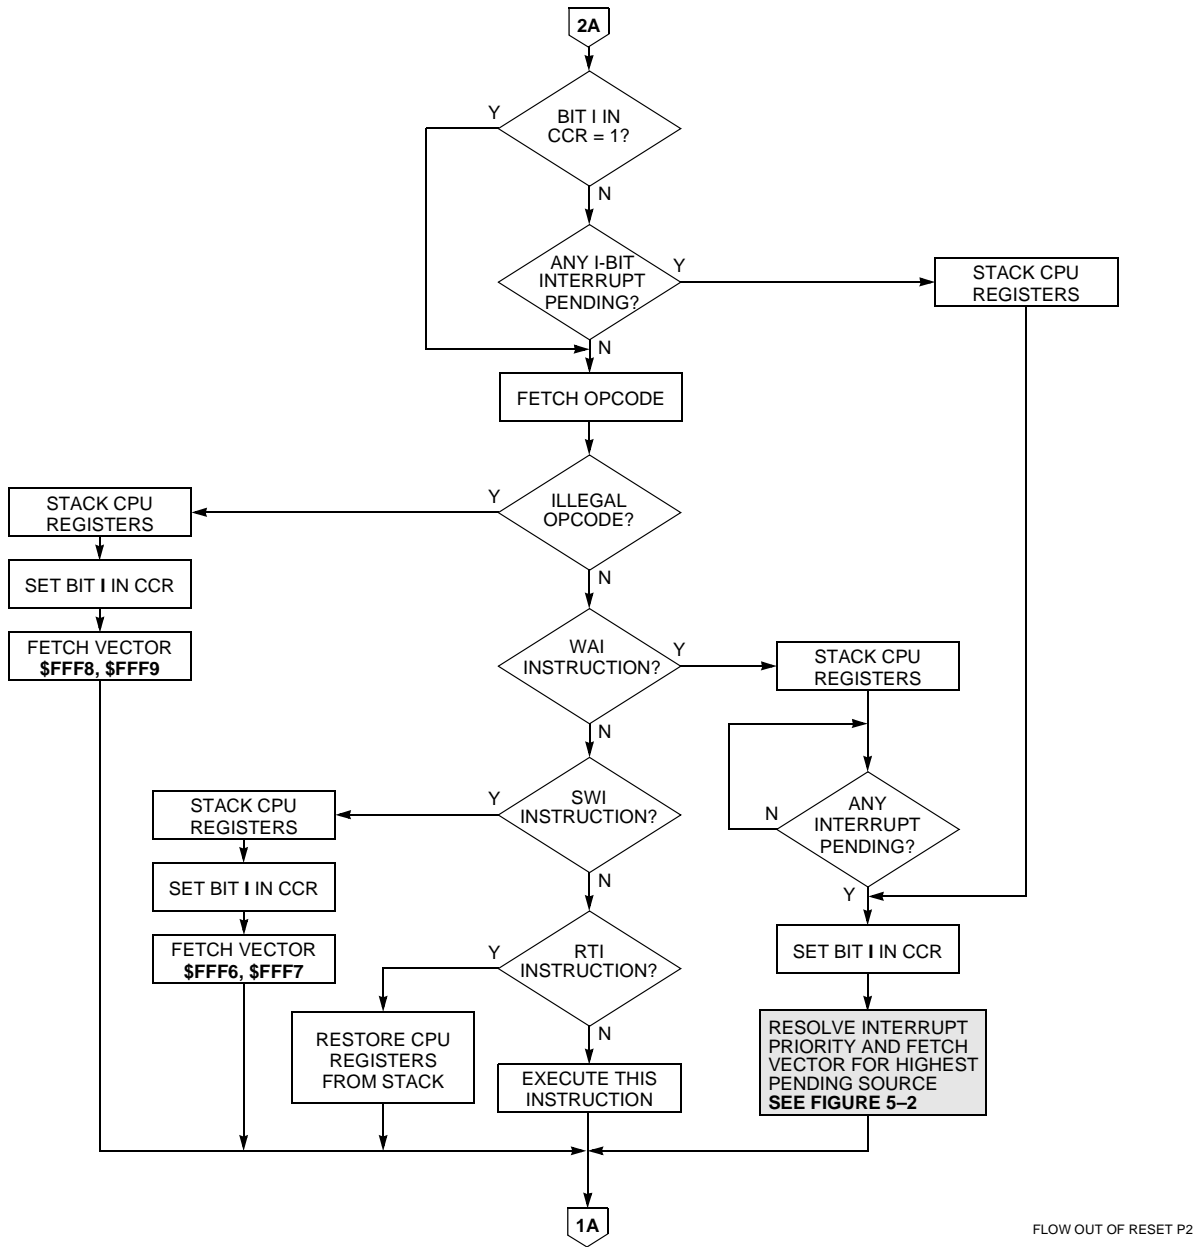 2A
BIT I IN
CCR = 1?
Y
N
ANY I-BIT
INTERRUPT
PENDING?
Y
N
STACK CPU
REGISTERS
FETCH OPCODE
ILLEGAL
OPCODE?
Y
N
STACK CPU
REGISTERS
SET BIT I IN CCR
FETCH VECTOR
$FFF8, $FFF9
WAI
INSTRUCTION?
Y
N
STACK CPU
REGISTERS
ANY
INTERRUPT
PENDING?
N
Y
SWI
INSTRUCTION?
Y
N
STACK CPU
REGISTERS
SET BIT I IN CCR
FETCH VECTOR
$FFF6, $FFF7
RTI
INSTRUCTION?
Y
N
RESTORE CPU
REGISTERS
FROM STACK
EXECUTE THIS
INSTRUCTION
SET BIT I IN CCR
RESOLVE INTERRUPT
PRIORITY AND FETCH
VECTOR FOR HIGHEST
PENDING SOURCE
SEE FIGURE 5–2
1A
FLOW OUT OF RESET P2